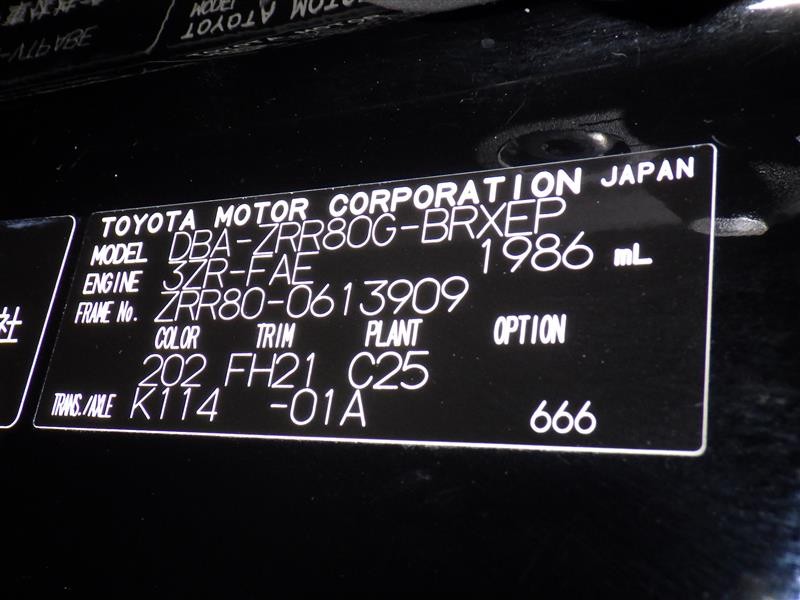 TOYOTA MOTOR CORPORATION JAPAN
MODEL DBA-ZRR80G-BRXEP
ENGINE 3ZR-FAE 1986 mL
FRAME No. ZRR80-0613909
COLOR TRIM PLANT OPTION
202 FH21 C25
TRANS./AXLE K114 -01A 666
社